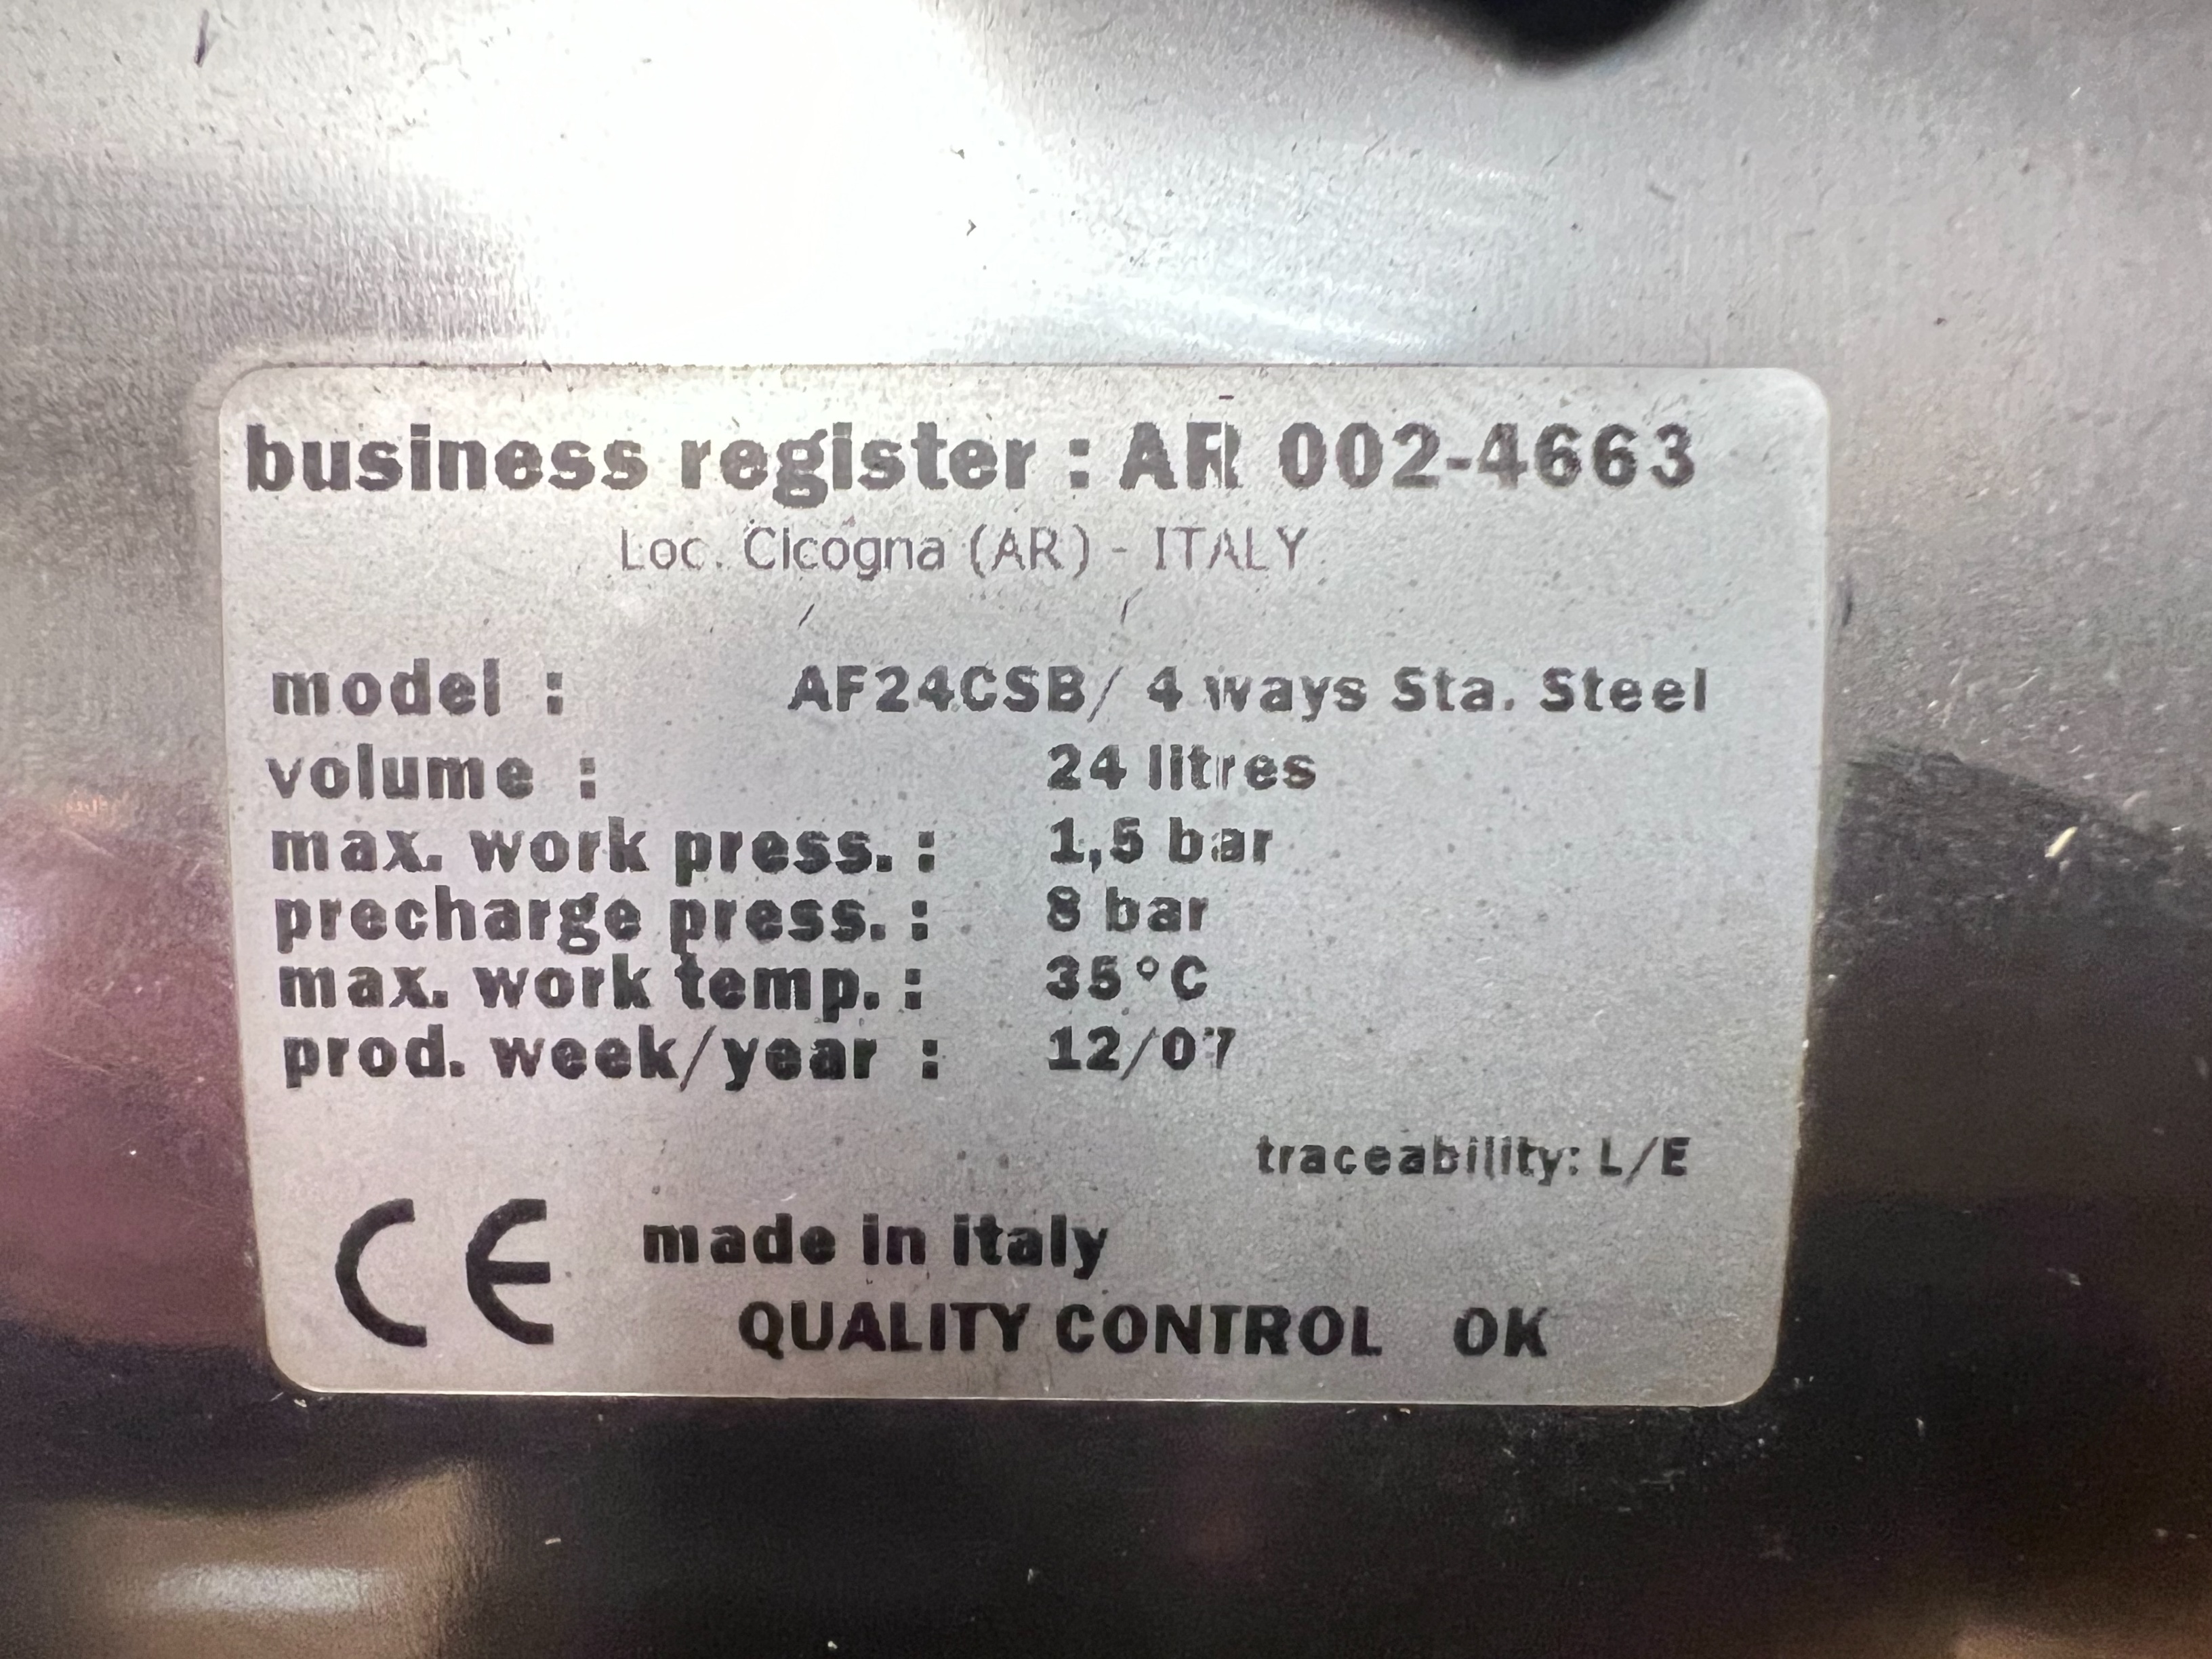 business register : AR 002-4663
Loc. Cicogna (AR) - ITALY
model : AF24CSB/ 4 ways Sta. Steel
volume : 24 litres
max. work press. : 1,5 bar
precharge press. : 8 bar
max. work temp. : 35°C
prod. week/year : 12/07
traceability: L/E
CE made in italy
QUALITY CONTROL OK